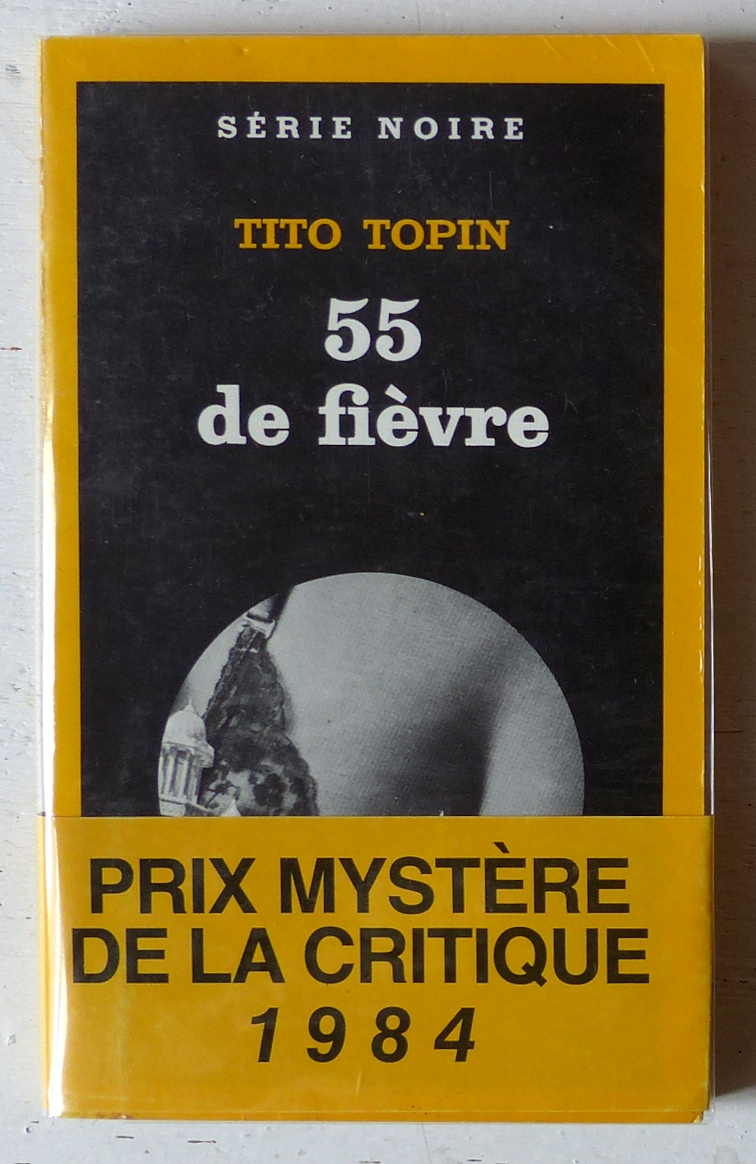 SÉRIE NOIRE
TITO TOPIN
55
de fièvre
PRIX MYSTÈRE
DE LA CRITIQUE
1984